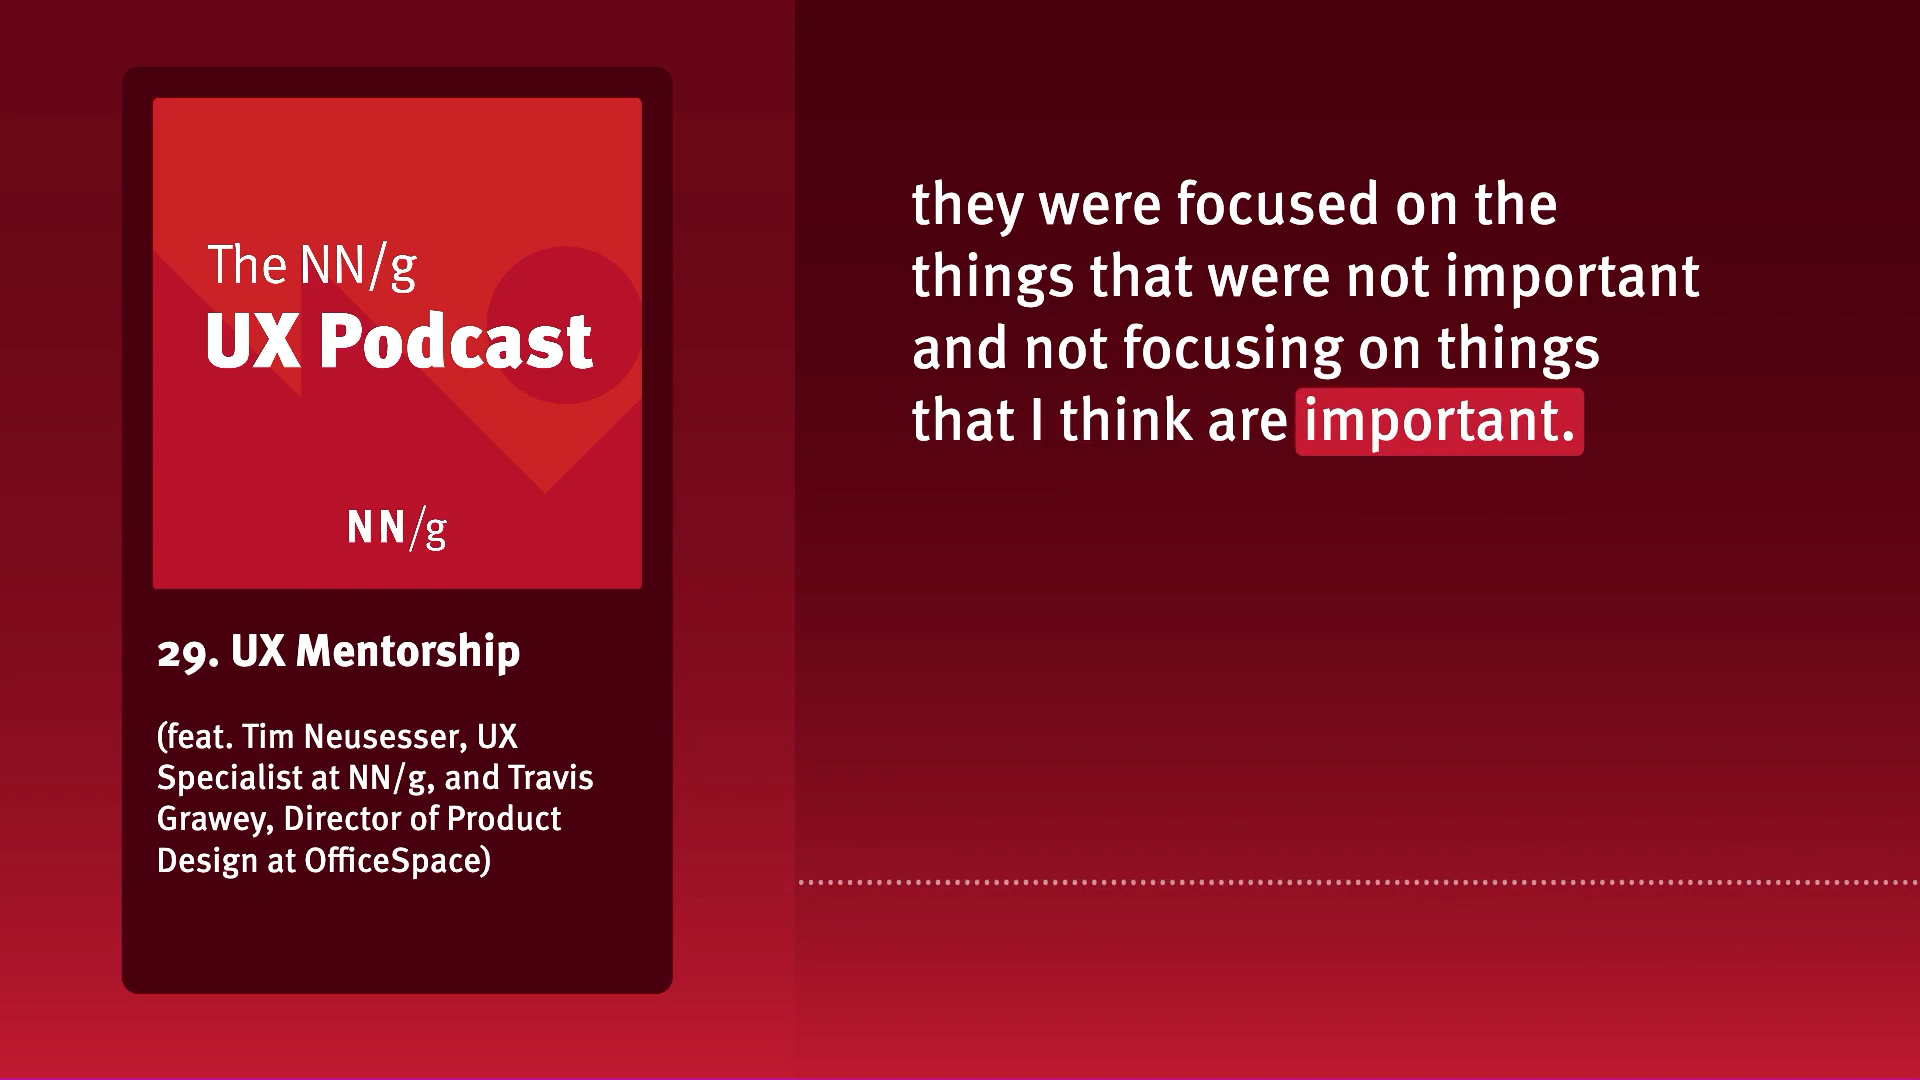 The NN/g
UX Podcast
NN/g
29. UX Mentorship
(feat. Tim Neusesser, UX
Specialist at NN/g, and Travis
Grawey, Director of Product
Design at OfficeSpace)
they were focused on the
things that were not important
and not focusing on things
that I think are important.